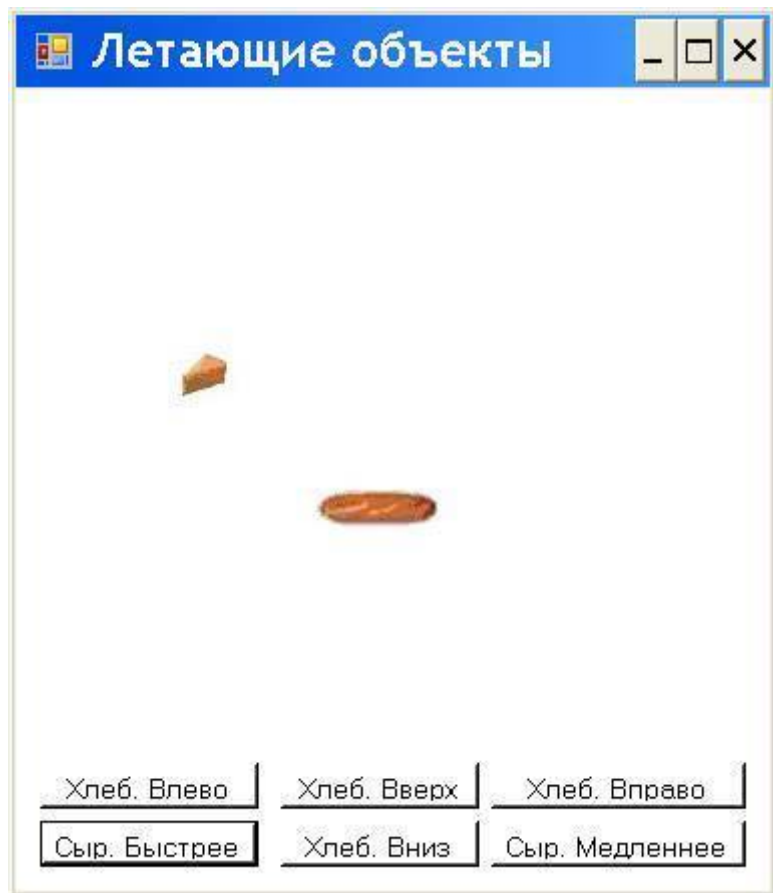 Летающие объекты
Хлеб. Влево Хлеб. Вверх Хлеб. Вправо
Сыр. Быстрее Хлеб. Вниз Сыр. Медленнее